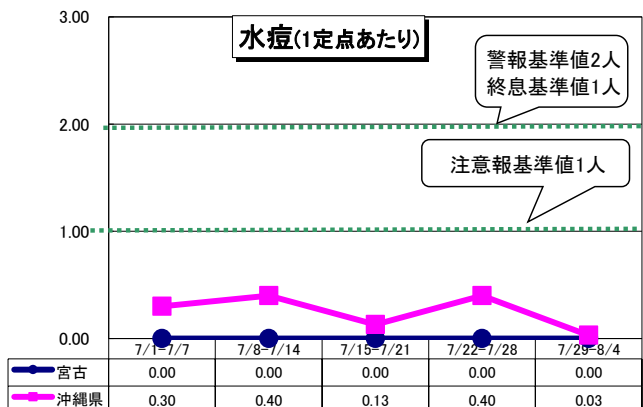 3.00
水痘(1定点あたり)
警報基準値2人
終息基準値1人
2.00
注意報基準値1人
1.00
0.00
7/1-7/7 7/8-7/14 7/15-7/21 7/22-7/28 7/29-8/4
宮古 0.00 0.00 0.00 0.00 0.00
沖縄県 0.30 0.40 0.13 0.40 0.03